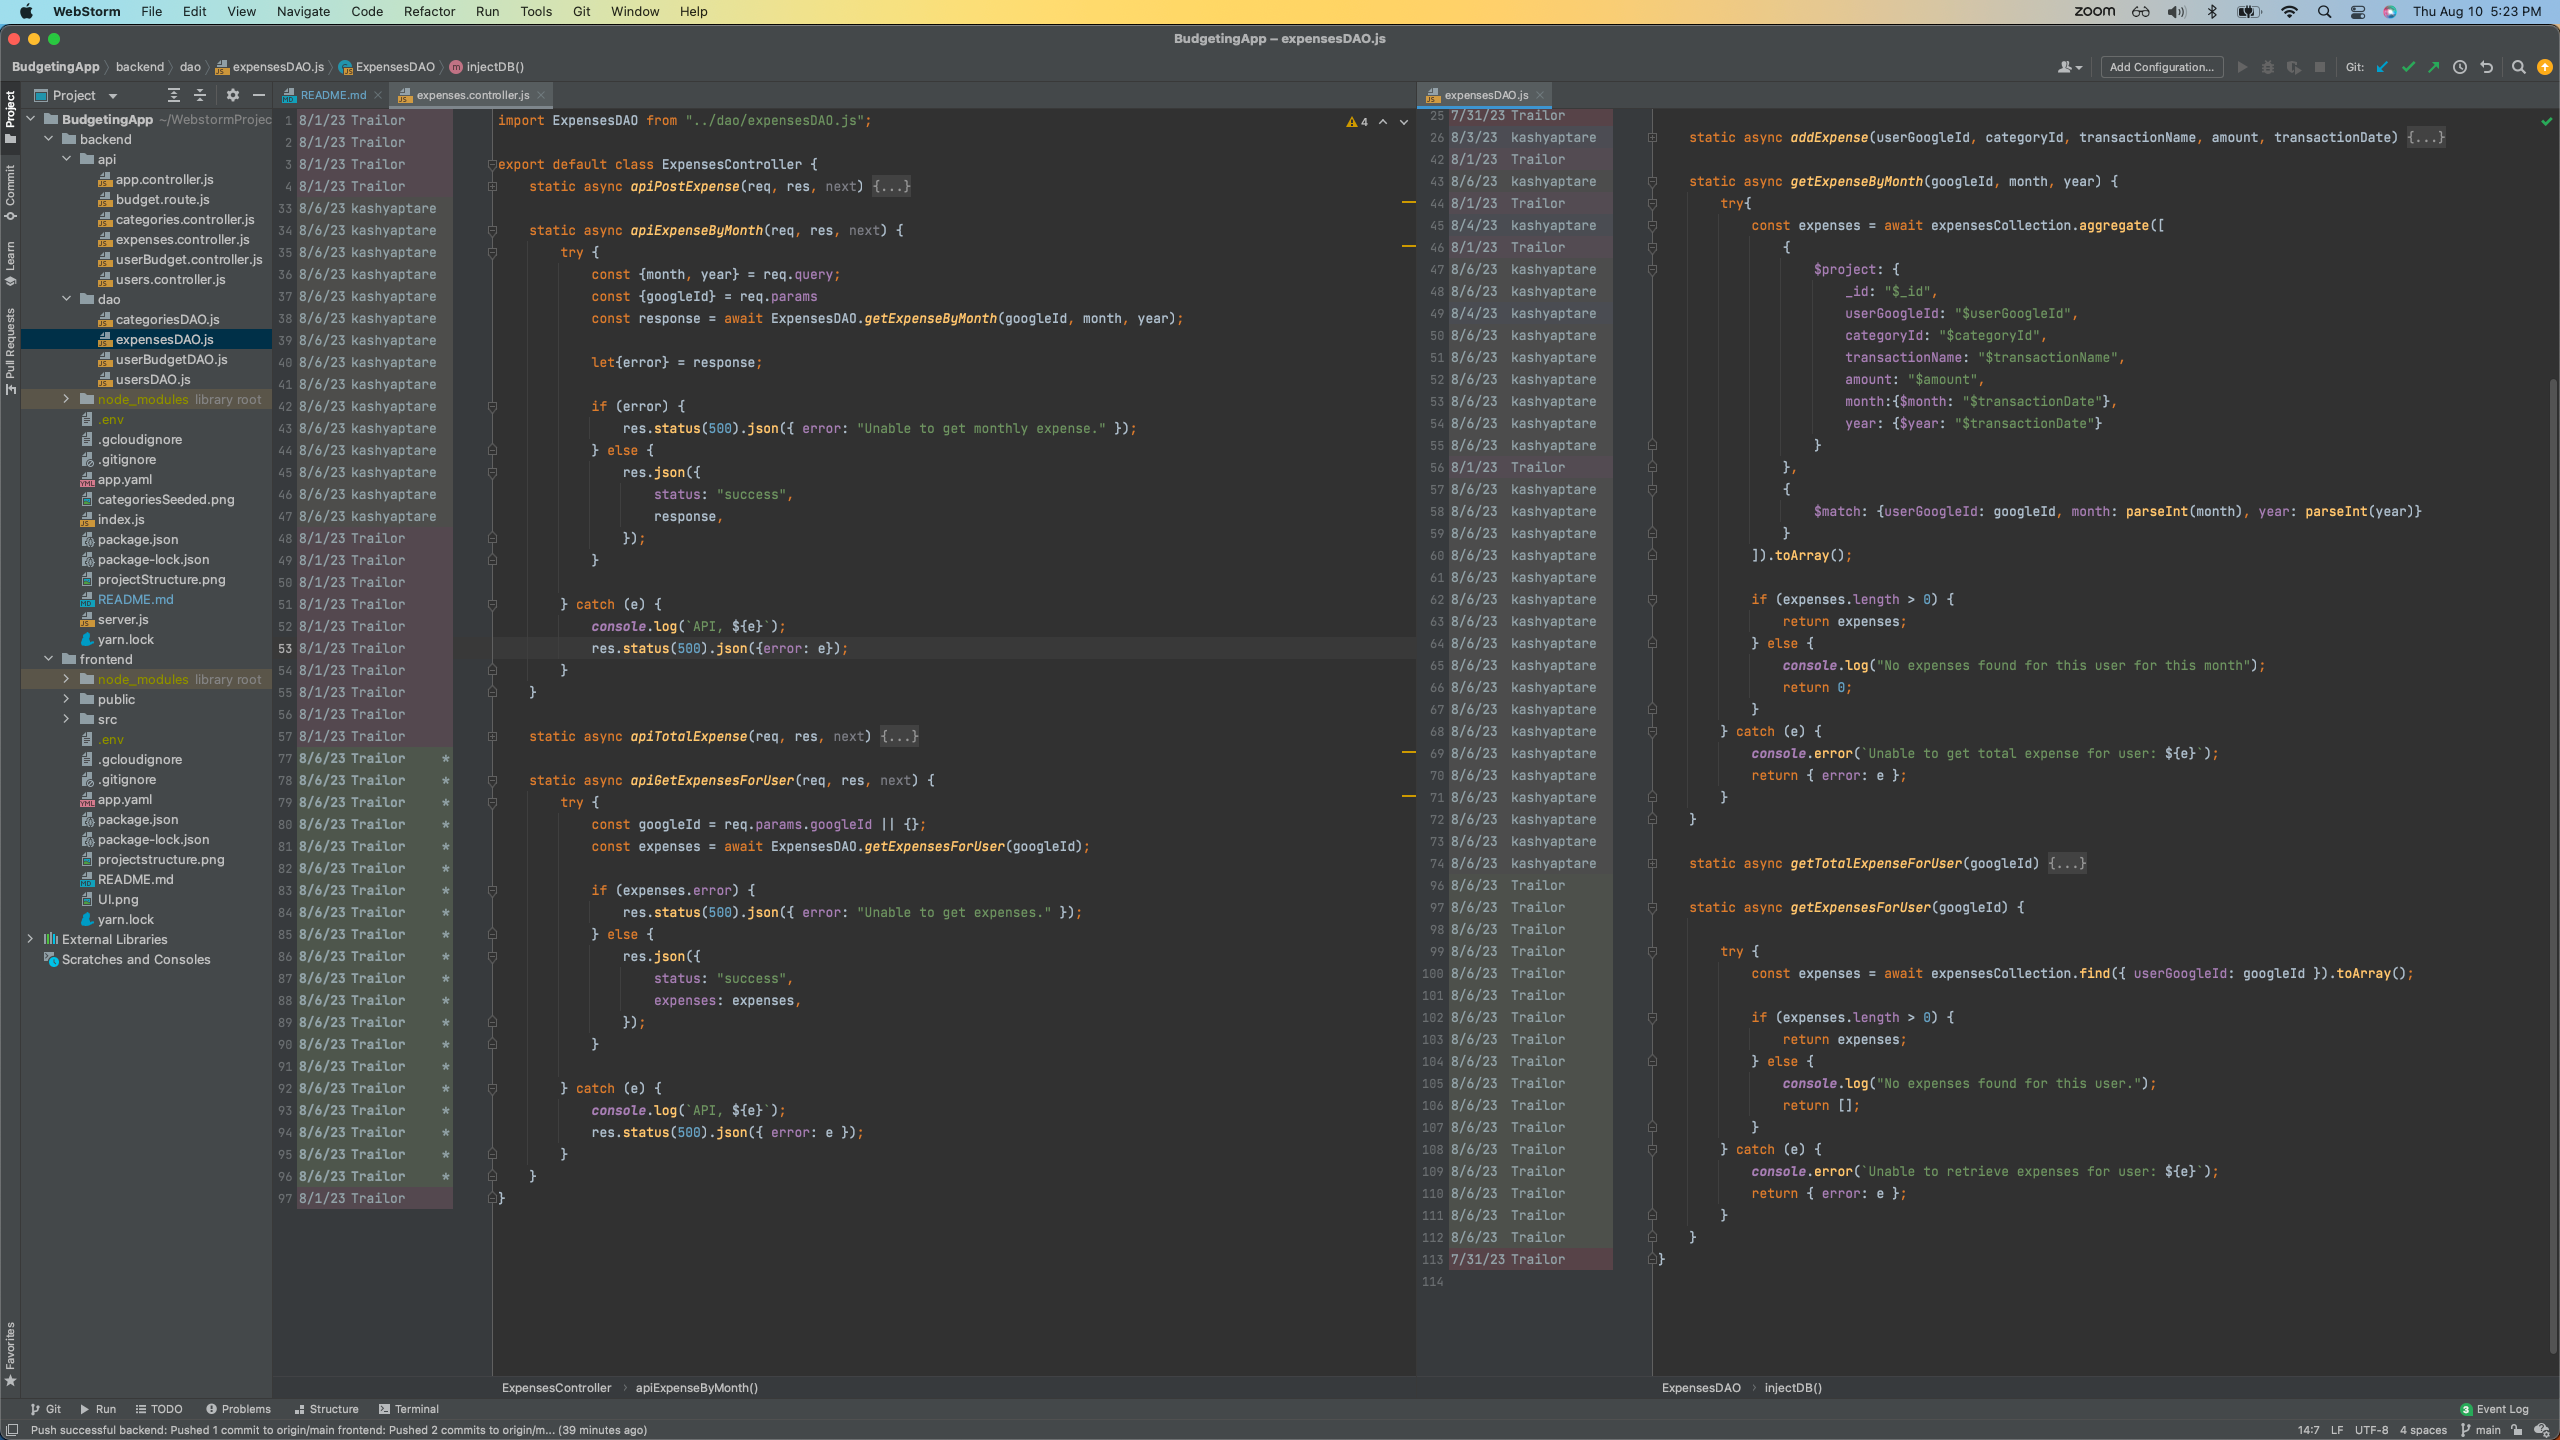 WebStorm File Edit View Navigate Code Refactor Run Tools Git Window Help
zoom Thu Aug 10 5:23 PM
BudgetingApp – expensesDAO.js
BudgetingApp backend dao expensesDAO.js ExpensesDAO injectDB()
Add Configuration... Git:
Project
README.md expenses.controller.js
expensesDAO.js
Project
Commit
Learn
Pull Requests
Favorites
BudgetingApp ~/WebstormProjec
backend
api
app.controller.js
budget.route.js
categories.controller.js
expenses.controller.js
userBudget.controller.js
users.controller.js
dao
categoriesDAO.js
expensesDAO.js
userBudgetDAO.js
usersDAO.js
node_modules library root
.env
.gcloudignore
.gitignore
app.yaml
categoriesSeeded.png
index.js
package.json
package-lock.json
projectStructure.png
README.md
server.js
yarn.lock
frontend
node_modules library root
public
src
.env
.gcloudignore
.gitignore
app.yaml
package.json
package-lock.json
projectstructure.png
README.md
UI.png
yarn.lock
External Libraries
Scratches and Consoles
4
1 8/1/23 Trailor import ExpensesDAO from "../dao/expensesDAO.js";
2 8/1/23 Trailor
3 8/1/23 Trailor export default class ExpensesController {
4 8/1/23 Trailor static async apiPostExpense(req, res, next) {...}
33 8/6/23 kashyaptare
34 8/6/23 kashyaptare static async apiExpenseByMonth(req, res, next) {
35 8/6/23 kashyaptare try {
36 8/6/23 kashyaptare const {month, year} = req.query;
37 8/6/23 kashyaptare const {googleId} = req.params
38 8/6/23 kashyaptare const response = await ExpensesDAO.getExpenseByMonth(googleId, month, year);
39 8/6/23 kashyaptare
40 8/6/23 kashyaptare let{error} = response;
41 8/6/23 kashyaptare
42 8/6/23 kashyaptare if (error) {
43 8/6/23 kashyaptare res.status(500).json({ error: "Unable to get monthly expense." });
44 8/6/23 kashyaptare } else {
45 8/6/23 kashyaptare res.json({
46 8/6/23 kashyaptare status: "success",
47 8/6/23 kashyaptare response,
48 8/1/23 Trailor });
49 8/1/23 Trailor }
50 8/1/23 Trailor
51 8/1/23 Trailor } catch (e) {
52 8/1/23 Trailor console.log(`API, ${e}`);
53 8/1/23 Trailor res.status(500).json({error: e});
54 8/1/23 Trailor }
55 8/1/23 Trailor }
56 8/1/23 Trailor
57 8/1/23 Trailor static async apiTotalExpense(req, res, next) {...}
77 8/6/23 Trailor *
78 8/6/23 Trailor * static async apiGetExpensesForUser(req, res, next) {
79 8/6/23 Trailor * try {
80 8/6/23 Trailor * const googleId = req.params.googleId || {};
81 8/6/23 Trailor * const expenses = await ExpensesDAO.getExpensesForUser(googleId);
82 8/6/23 Trailor *
83 8/6/23 Trailor * if (expenses.error) {
84 8/6/23 Trailor * res.status(500).json({ error: "Unable to get expenses." });
85 8/6/23 Trailor * } else {
86 8/6/23 Trailor * res.json({
87 8/6/23 Trailor * status: "success",
88 8/6/23 Trailor * expenses: expenses,
89 8/6/23 Trailor * });
90 8/6/23 Trailor * }
91 8/6/23 Trailor *
92 8/6/23 Trailor * } catch (e) {
93 8/6/23 Trailor * console.log(`API, ${e}`);
94 8/6/23 Trailor * res.status(500).json({ error: e });
95 8/6/23 Trailor * }
96 8/6/23 Trailor * }
97 8/1/23 Trailor }
25 7/31/23 Trailor
26 8/3/23 kashyaptare static async addExpense(userGoogleId, categoryId, transactionName, amount, transactionDate) {...}
42 8/1/23 Trailor
43 8/6/23 kashyaptare static async getExpenseByMonth(googleId, month, year) {
44 8/1/23 Trailor try{
45 8/4/23 kashyaptare const expenses = await expensesCollection.aggregate([
46 8/1/23 Trailor {
47 8/6/23 kashyaptare $project: {
48 8/6/23 kashyaptare _id: "$_id",
49 8/4/23 kashyaptare userGoogleId: "$userGoogleId",
50 8/6/23 kashyaptare categoryId: "$categoryId",
51 8/6/23 kashyaptare transactionName: "$transactionName",
52 8/6/23 kashyaptare amount: "$amount",
53 8/6/23 kashyaptare month:{$month: "$transactionDate"},
54 8/6/23 kashyaptare year: {$year: "$transactionDate"}
55 8/6/23 kashyaptare }
56 8/1/23 Trailor },
57 8/6/23 kashyaptare {
58 8/6/23 kashyaptare $match: {userGoogleId: googleId, month: parseInt(month), year: parseInt(year)}
59 8/6/23 kashyaptare }
60 8/6/23 kashyaptare ]).toArray();
61 8/6/23 kashyaptare
62 8/6/23 kashyaptare if (expenses.length > 0) {
63 8/6/23 kashyaptare return expenses;
64 8/6/23 kashyaptare } else {
65 8/6/23 kashyaptare console.log("No expenses found for this user for this month");
66 8/6/23 kashyaptare return 0;
67 8/6/23 kashyaptare }
68 8/6/23 kashyaptare } catch (e) {
69 8/6/23 kashyaptare console.error(`Unable to get total expense for user: ${e}`);
70 8/6/23 kashyaptare return { error: e };
71 8/6/23 kashyaptare }
72 8/6/23 kashyaptare }
73 8/6/23 kashyaptare
74 8/6/23 kashyaptare static async getTotalExpenseForUser(googleId) {...}
96 8/6/23 Trailor
97 8/6/23 Trailor static async getExpensesForUser(googleId) {
98 8/6/23 Trailor
99 8/6/23 Trailor try {
100 8/6/23 Trailor const expenses = await expensesCollection.find({ userGoogleId: googleId }).toArray();
101 8/6/23 Trailor
102 8/6/23 Trailor if (expenses.length > 0) {
103 8/6/23 Trailor return expenses;
104 8/6/23 Trailor } else {
105 8/6/23 Trailor console.log("No expenses found for this user.");
106 8/6/23 Trailor return [];
107 8/6/23 Trailor }
108 8/6/23 Trailor } catch (e) {
109 8/6/23 Trailor console.error(`Unable to retrieve expenses for user: ${e}`);
110 8/6/23 Trailor return { error: e };
111 8/6/23 Trailor }
112 8/6/23 Trailor }
113 7/31/23 Trailor }
114
ExpensesController apiExpenseByMonth()
ExpensesDAO injectDB()
Git Run TODO Problems Structure Terminal
3 Event Log
Push successful backend: Pushed 1 commit to origin/main frontend: Pushed 2 commits to origin/m... (39 minutes ago)
14:7 LF UTF-8 4 spaces main